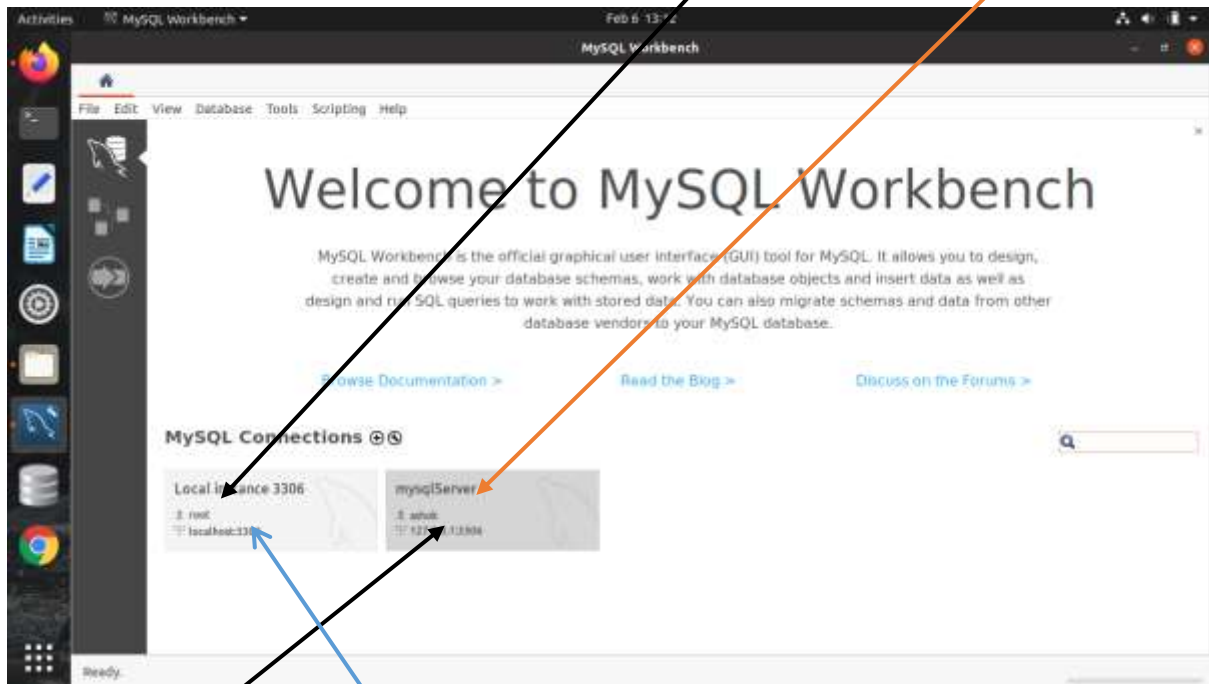 Activities MySQL Workbench Feb 6
MySQL Workbench
File Edit View Database Tools Scripting Help
Welcome to MySQL Workbench
MySQL Workbench is the official graphical user interface (GUI) tool for MySQL. It allows you to design,
create and browse your database schemas, work with database objects and insert data as well as
design and run SQL queries to work with stored data. You can also migrate schemas and data from other
database vendors to your MySQL database.
Browse Documentation > Read the Blog > Discuss on the Forums >
MySQL Connections
Local instance 3306 mysqlServer
root ashok
Ready.